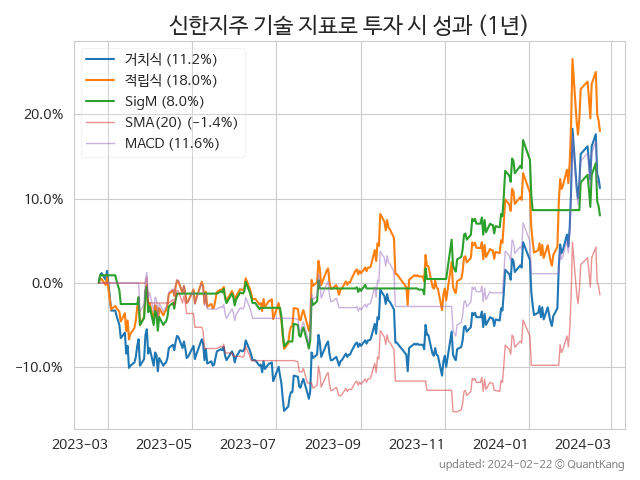 신한지주 기술 지표로 투자 시 성과 (1년)
거치식 (11.2%)
적립식 (18.0%)
SigM (8.0%)
SMA(20) (−1.4%)
MACD (11.6%)
20.0%
10.0%
0.0%
−10.0%
2023-03 2023-05 2023-07 2023-09 2023-11 2024-01 2024-03
updated: 2024-02-22 © QuantKang